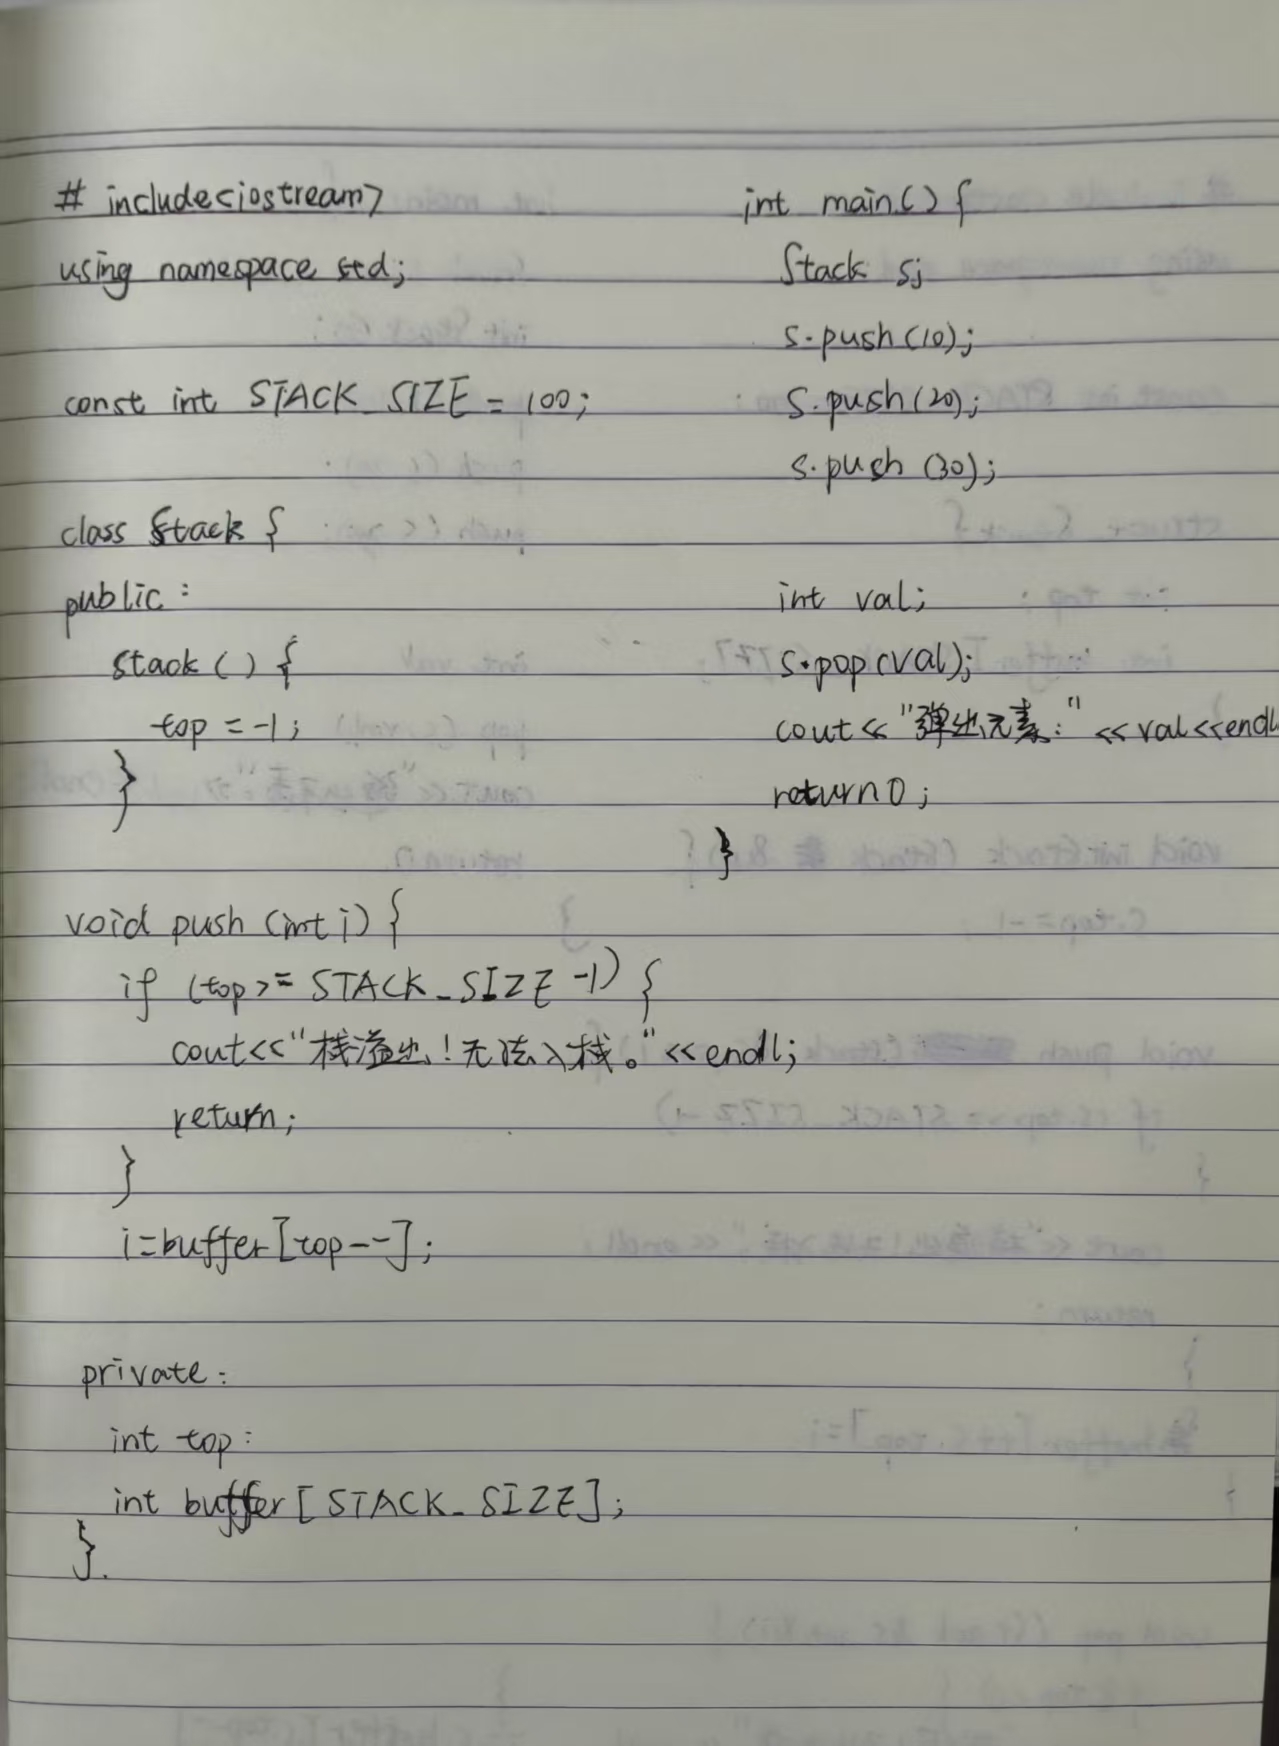 # include<iostream>
using namespace std;
const int STACK_SIZE = 100;
class Stack {
public:
stack () {
top = -1;
}
void push (int i) {
if (top >= STACK_SIZE -1) {
cout<<"栈溢出！无法入栈。"<<endl;
return;
}
i=buffer[top--];
private:
int top:
int buffer [STACK_SIZE];
}.
int main() {
Stack s;
s.push(10);
s.push(20);
s.push(30);
int val;
s.pop(val);
cout<<"弹出元素:"<<val<<endl
return 0;
}